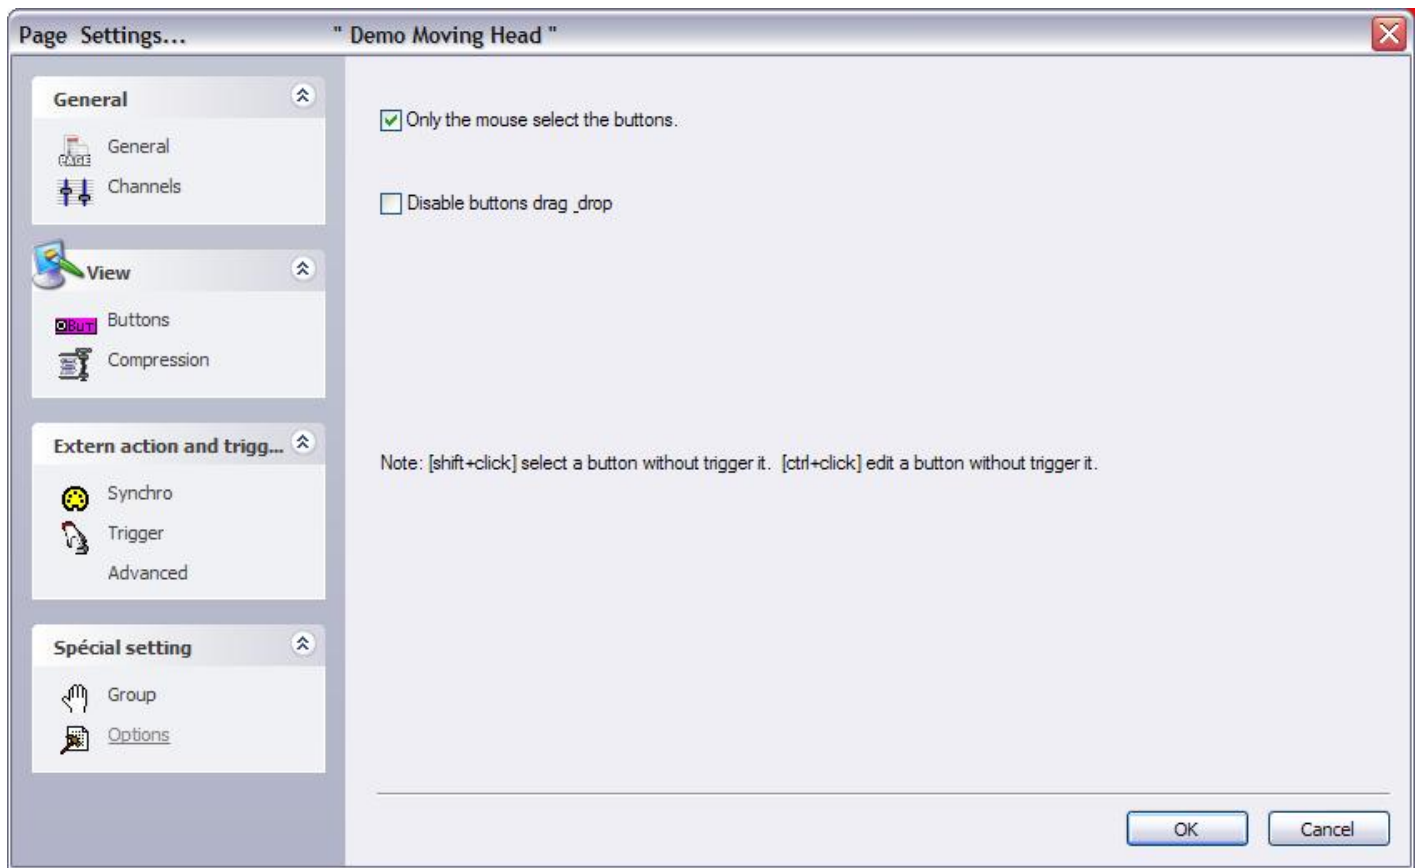 Page Settings... " Demo Moving Head "
General
PAGE
General
Channels
View
BUT
Buttons
Compression
Extern action and trigg...
Synchro
Trigger
Advanced
Spécial setting
Group
Options
Only the mouse select the buttons.
Disable buttons drag _drop
Note: [shift+click] select a button without trigger it. [ctrl+click] edit a button without trigger it.
OK Cancel